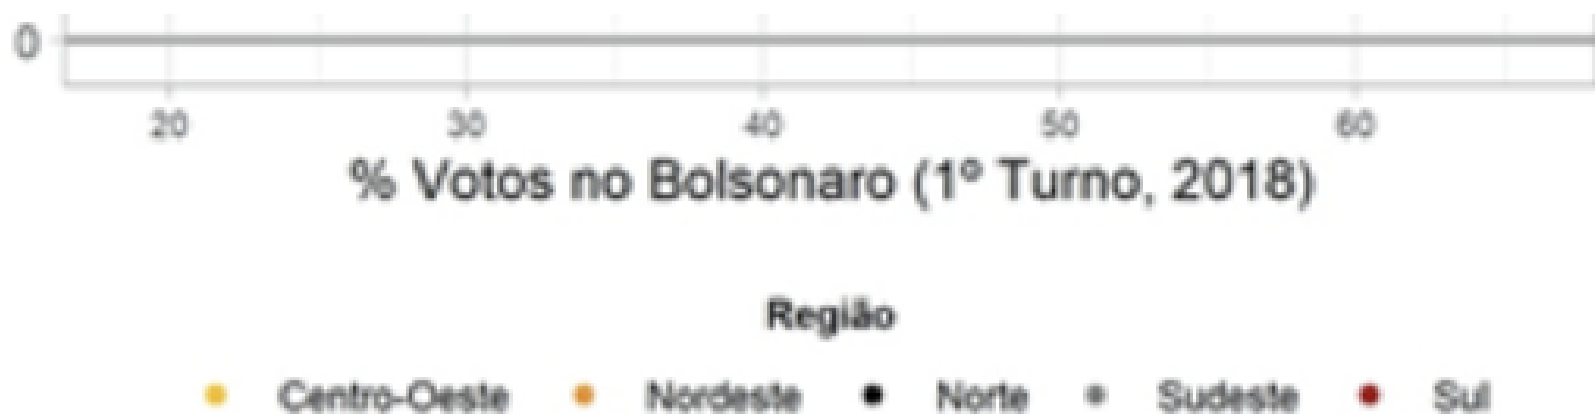 0
20 30 40 50 60
% Votos no Bolsonaro (1º Turno, 2018)
Região
Centro-Oeste Nordeste Norte Sudeste Sul